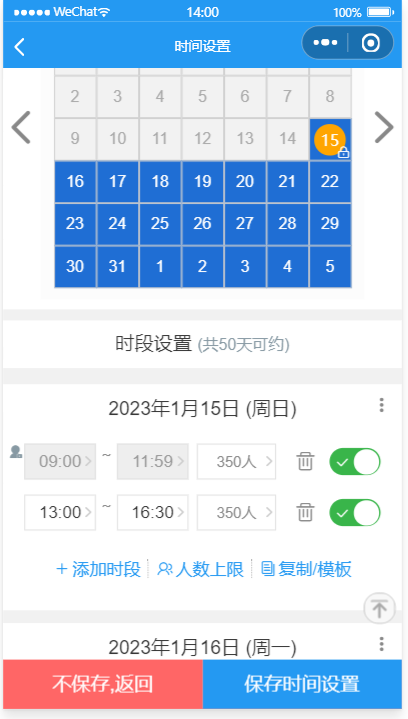 WeChat 14:00 100%
时间设置
2 3 4 5 6 7 8
9 10 11 12 13 14 15
16 17 18 19 20 21 22
23 24 25 26 27 28 29
30 31 1 2 3 4 5
时段设置 (共50天可约)
2023年1月15日 (周日)
09:00 ~ 11:59 350人
13:00 ~ 16:30 350人
+ 添加时段 人数上限 复制/模板
2023年1月16日 (周一)
不保存,返回 保存时间设置